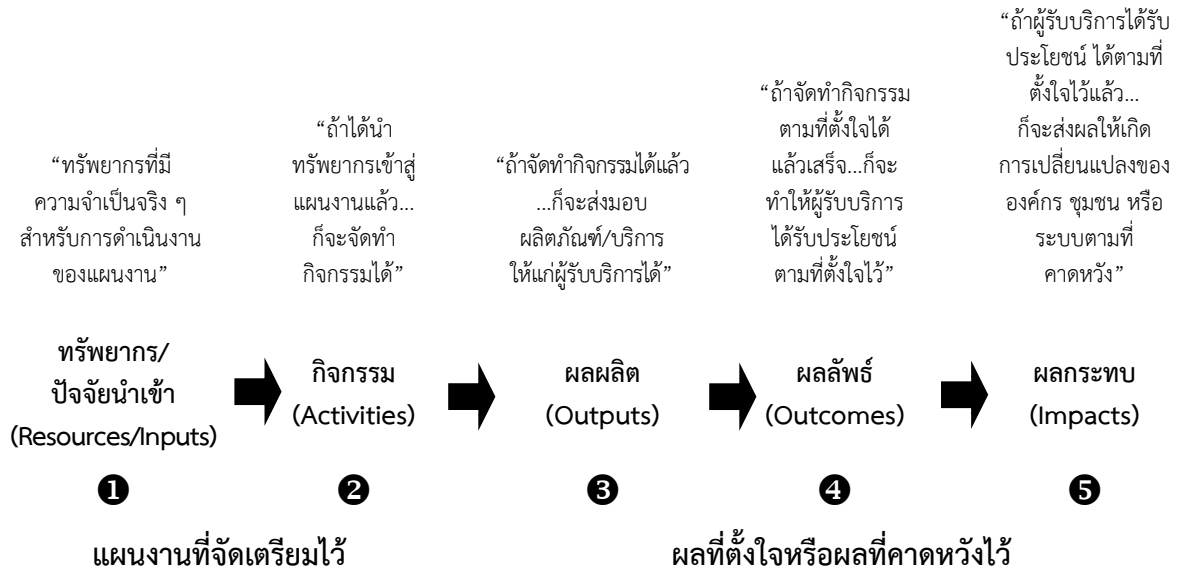 “ทรัพยากรที่มี
ความจำเป็นจริง ๆ
สำหรับการดำเนินงาน
ของแผนงาน”
“ถ้าได้นำ
ทรัพยากรเข้าสู่
แผนงานแล้ว...
ก็จะจัดทำ
กิจกรรมได้”
“ถ้าจัดทำกิจกรรมได้แล้ว
...ก็จะส่งมอบ
ผลิตภัณฑ์/บริการ
ให้แก่ผู้รับบริการได้”
“ถ้าจัดทำกิจกรรม
ตามที่ตั้งใจได้
แล้วเสร็จ...ก็จะ
ทำให้ผู้รับบริการ
ได้รับประโยชน์
ตามที่ตั้งใจไว้”
“ถ้าผู้รับบริการได้รับ
ประโยชน์ ได้ตามที่
ตั้งใจไว้แล้ว...
ก็จะส่งผลให้เกิด
การเปลี่ยนแปลงของ
องค์กร ชุมชน หรือ
ระบบตามที่
คาดหวัง”
ทรัพยากร/
ปัจจัยนำเข้า
(Resources/Inputs)
กิจกรรม
(Activities)
ผลผลิต
(Outputs)
ผลลัพธ์
(Outcomes)
ผลกระทบ
(Impacts)
❶
❷
❸
❹
❺
แผนงานที่จัดเตรียมไว้
ผลที่ตั้งใจหรือผลที่คาดหวังไว้